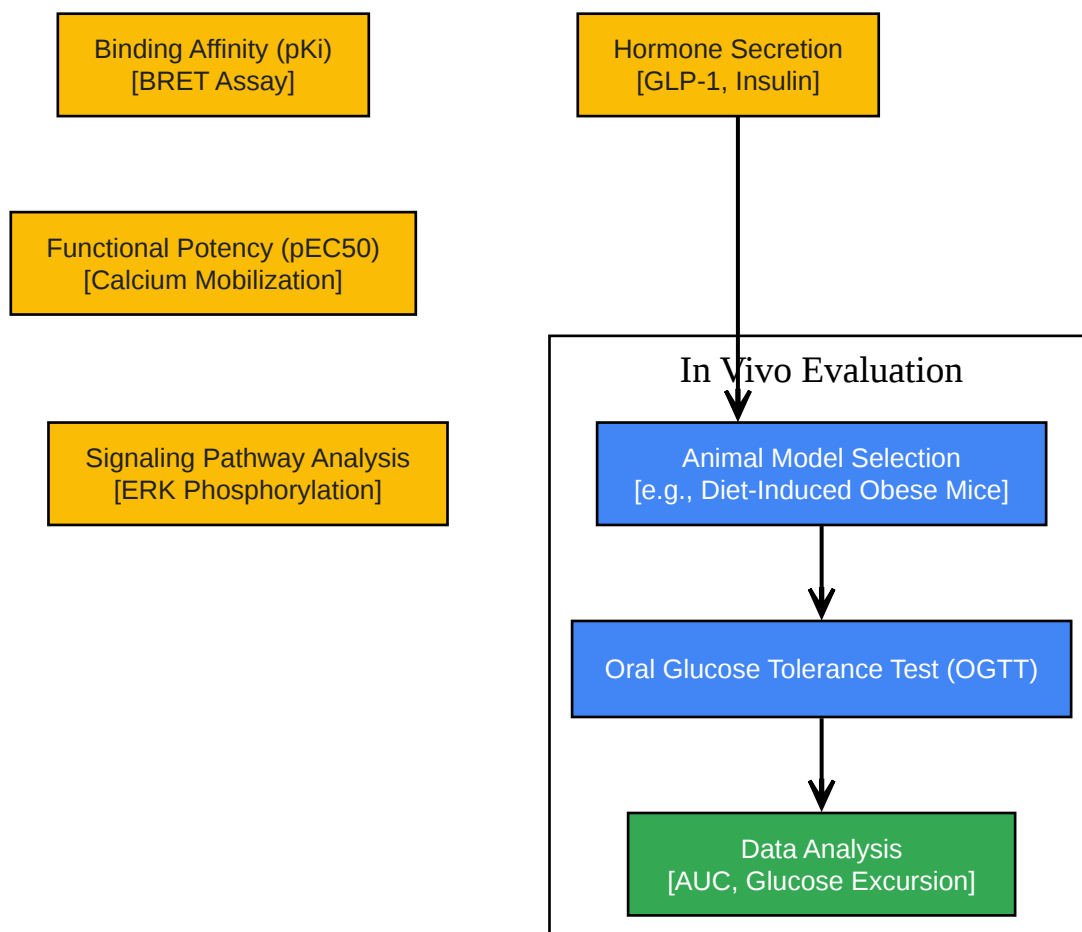 Binding Affinity (pKi)
[BRET Assay]
Hormone Secretion
[GLP-1, Insulin]
Functional Potency (pEC50)
[Calcium Mobilization]
In Vivo Evaluation
Signaling Pathway Analysis
[ERK Phosphorylation]
Animal Model Selection
[e.g., Diet-Induced Obese Mice]
Oral Glucose Tolerance Test (OGTT)
Data Analysis
[AUC, Glucose Excursion]